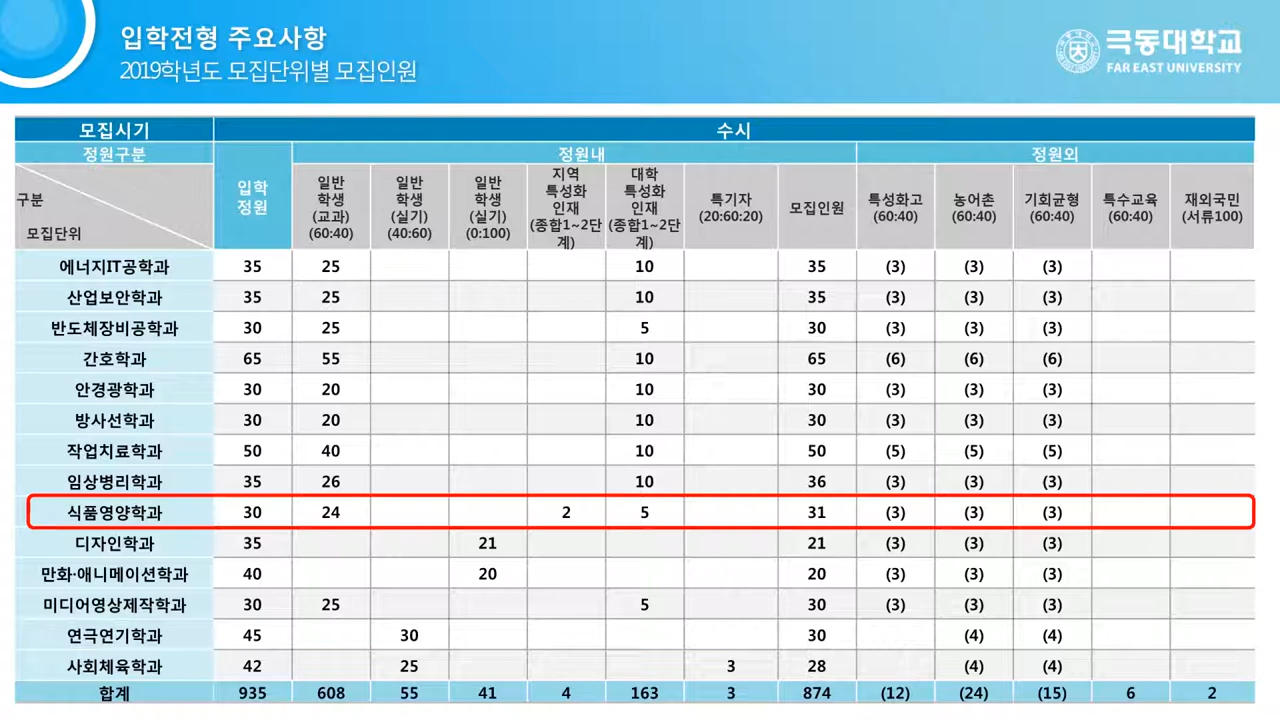 입학전형 주요사항
2019학년도 모집단위별 모집인원
극동대학교
FAR EAST UNIVERSITY
모집시기 수시
정원구분 입학 정원 정원내 정원외
구분 모집단위 일반 학생 (교과) (60:40) 일반 학생 (실기) (40:60) 일반 학생 (실기) (0:100) 지역 특성화 인재 (종합1~2단계) 대학 특성화 인재 (종합1~2단계) 특기자 (20:60:20) 모집인원 특성화고 (60:40) 농어촌 (60:40) 기회균형 (60:40) 특수교육 (60:40) 재외국민 (서류100)
에너지IT공학과 35 25 10 35 (3) (3) (3)
산업보안학과 35 25 10 35 (3) (3) (3)
반도체장비공학과 30 25 5 30 (3) (3) (3)
간호학과 65 55 10 65 (6) (6) (6)
안경광학과 30 20 10 30 (3) (3) (3)
방사선학과 30 20 10 30 (3) (3) (3)
작업치료학과 50 40 10 50 (5) (5) (5)
임상병리학과 35 26 10 36 (3) (3) (3)
식품영양학과 30 24 2 5 31 (3) (3) (3)
디자인학과 35 21 21 (3) (3) (3)
만화·애니메이션학과 40 20 20 (3) (3) (3)
미디어영상제작학과 30 25 5 30 (3) (3) (3)
연극연기학과 45 30 30 (4) (4)
사회체육학과 42 25 3 28 (4) (4)
합계 935 608 55 41 4 163 3 874 (12) (24) (15) 6 2